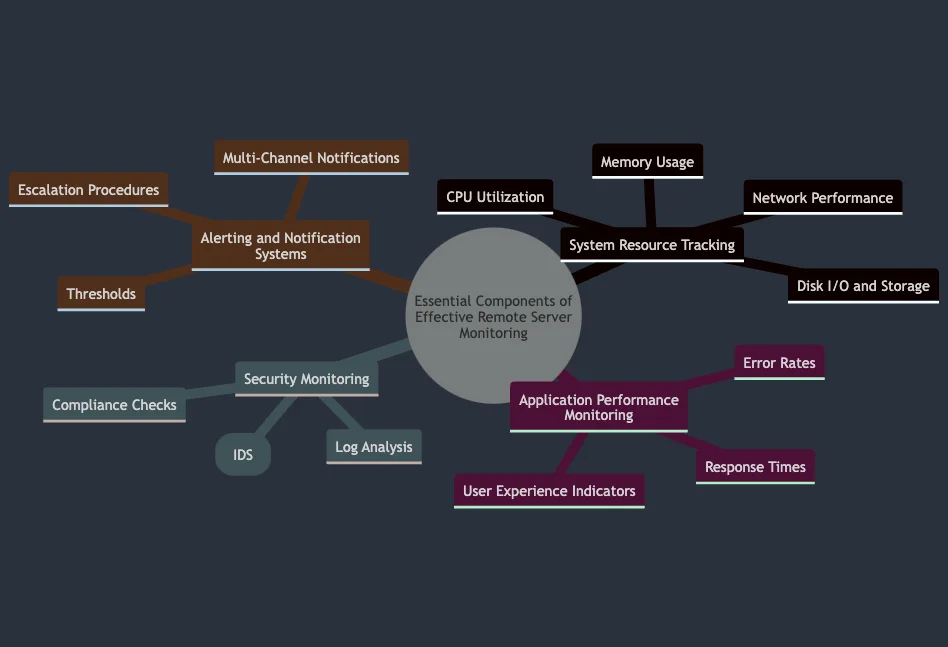 Multi-Channel Notifications
Escalation Procedures
Alerting and Notification
Systems
Thresholds
Memory Usage
CPU Utilization
Network Performance
System Resource Tracking
Disk I/O and Storage
Essential Components of
Effective Remote Server
Monitoring
Security Monitoring
Compliance Checks
IDS
Log Analysis
Error Rates
Application Performance
Monitoring
Response Times
User Experience Indicators